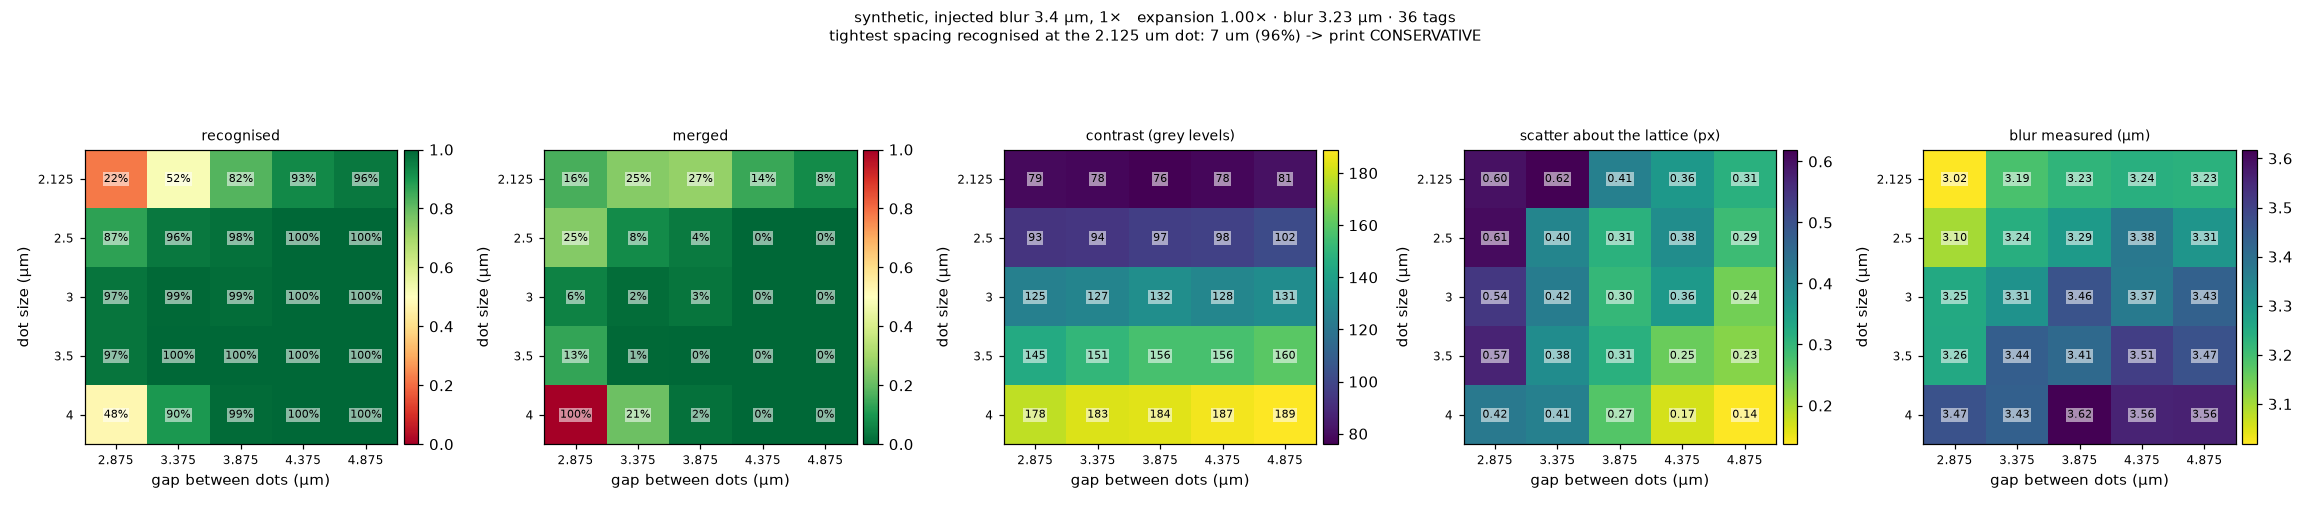 synthetic, injected blur 3.4 µm, 1×   expansion 1.00× · blur 3.23 µm · 36 tags
tightest spacing recognised at the 2.125 um dot: 7 um (96%) -> print CONSERVATIVE
recognised
dot size (µm)
2.125 22% 52% 82% 93% 96%
2.5 87% 96% 98% 100% 100%
3 97% 99% 99% 100% 100%
3.5 97% 100% 100% 100% 100%
4 48% 90% 99% 100% 100%
2.875 3.375 3.875 4.375 4.875
gap between dots (µm)
1.0
0.8
0.6
0.4
0.2
0.0
merged
dot size (µm)
2.125 16% 25% 27% 14% 8%
2.5 25% 8% 4% 0% 0%
3 6% 2% 3% 0% 0%
3.5 13% 1% 0% 0% 0%
4 100% 21% 2% 0% 0%
2.875 3.375 3.875 4.375 4.875
gap between dots (µm)
1.0
0.8
0.6
0.4
0.2
0.0
contrast (grey levels)
dot size (µm)
2.125 79 78 76 78 81
2.5 93 94 97 98 102
3 125 127 132 128 131
3.5 145 151 156 156 160
4 178 183 184 187 189
2.875 3.375 3.875 4.375 4.875
gap between dots (µm)
180
160
140
120
100
80
scatter about the lattice (px)
dot size (µm)
2.125 0.60 0.62 0.41 0.36 0.31
2.5 0.61 0.40 0.31 0.38 0.29
3 0.54 0.42 0.30 0.36 0.24
3.5 0.57 0.38 0.31 0.25 0.23
4 0.42 0.41 0.27 0.17 0.14
2.875 3.375 3.875 4.375 4.875
gap between dots (µm)
0.6
0.5
0.4
0.3
0.2
blur measured (µm)
dot size (µm)
2.125 3.02 3.19 3.23 3.24 3.23
2.5 3.10 3.24 3.29 3.38 3.31
3 3.25 3.31 3.46 3.37 3.43
3.5 3.26 3.44 3.41 3.51 3.47
4 3.47 3.43 3.62 3.56 3.56
2.875 3.375 3.875 4.375 4.875
gap between dots (µm)
3.6
3.5
3.4
3.3
3.2
3.1